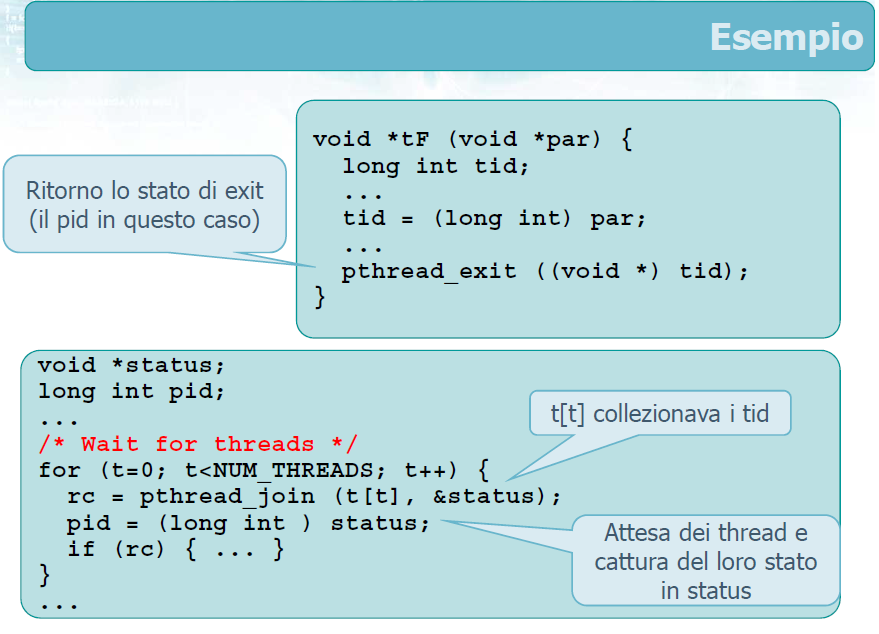 Esempio
void *tF (void *par) {
long int tid;
...
tid = (long int) par;
...
pthread_exit ((void *) tid);
}
Ritorno lo stato di exit
(il pid in questo caso)
void *status;
long int pid;
...
/* Wait for threads */
for (t=0; t<NUM_THREADS; t++) {
rc = pthread_join (t[t], &status);
pid = (long int ) status;
if (rc) { ... }
}
...
t[t] collezionava i tid
Attesa dei thread e
cattura del loro stato
in status